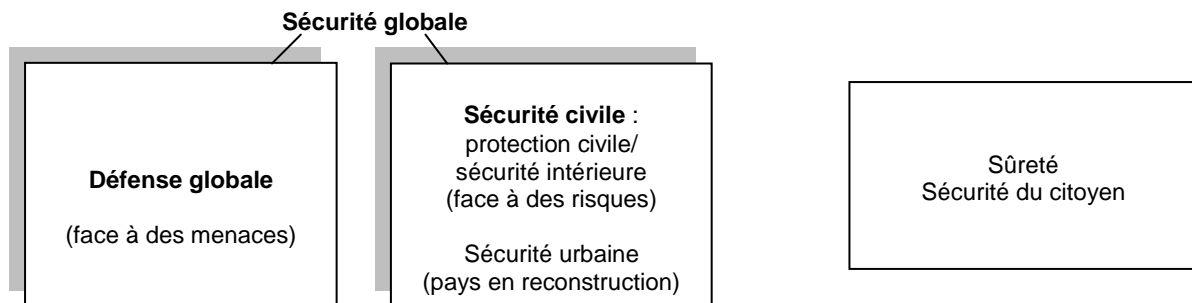 Sécurité globale
Défense globale
(face à des menaces)
Sécurité civile :
protection civile/
sécurité intérieure
(face à des risques)
Sécurité urbaine
(pays en reconstruction)
Sûreté
Sécurité du citoyen